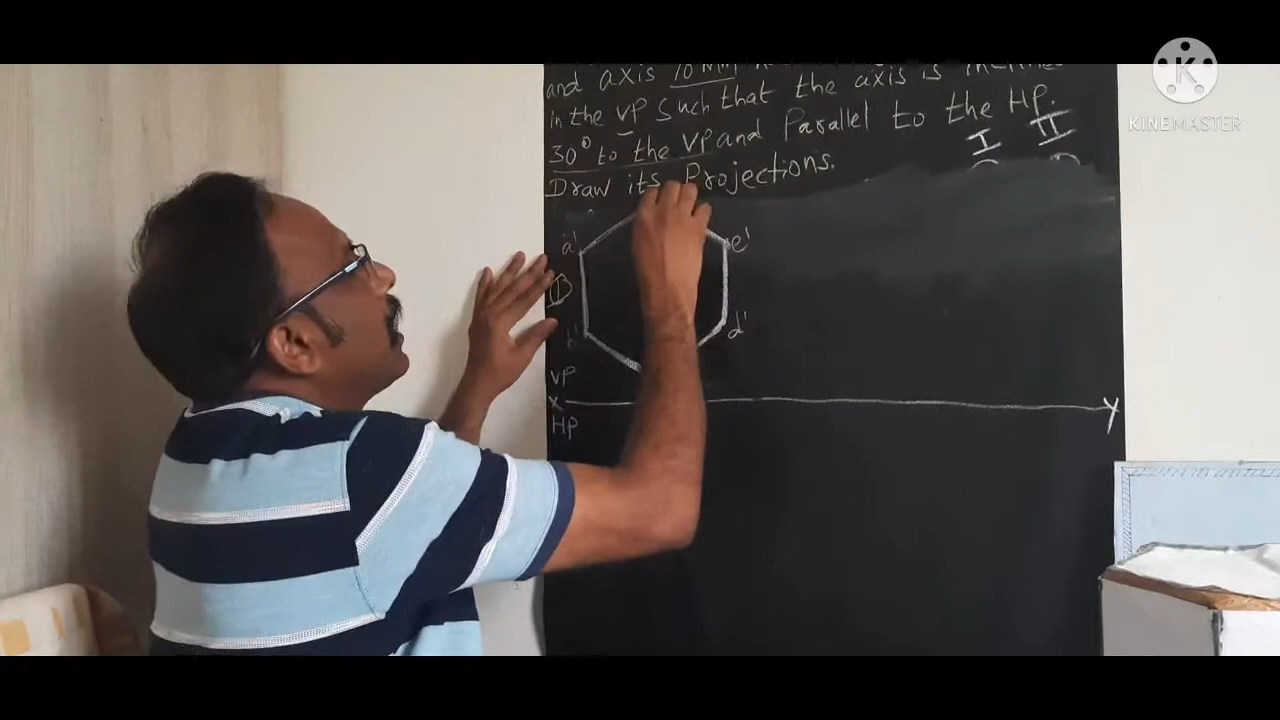 and axis 70 MM
in the VP such that the axis is inclined
30° to the VP and Parallel to the HP.
Draw its Projections.
I II
a' e'
b' d'
VP
X Y
HP
K
KINEMASTER